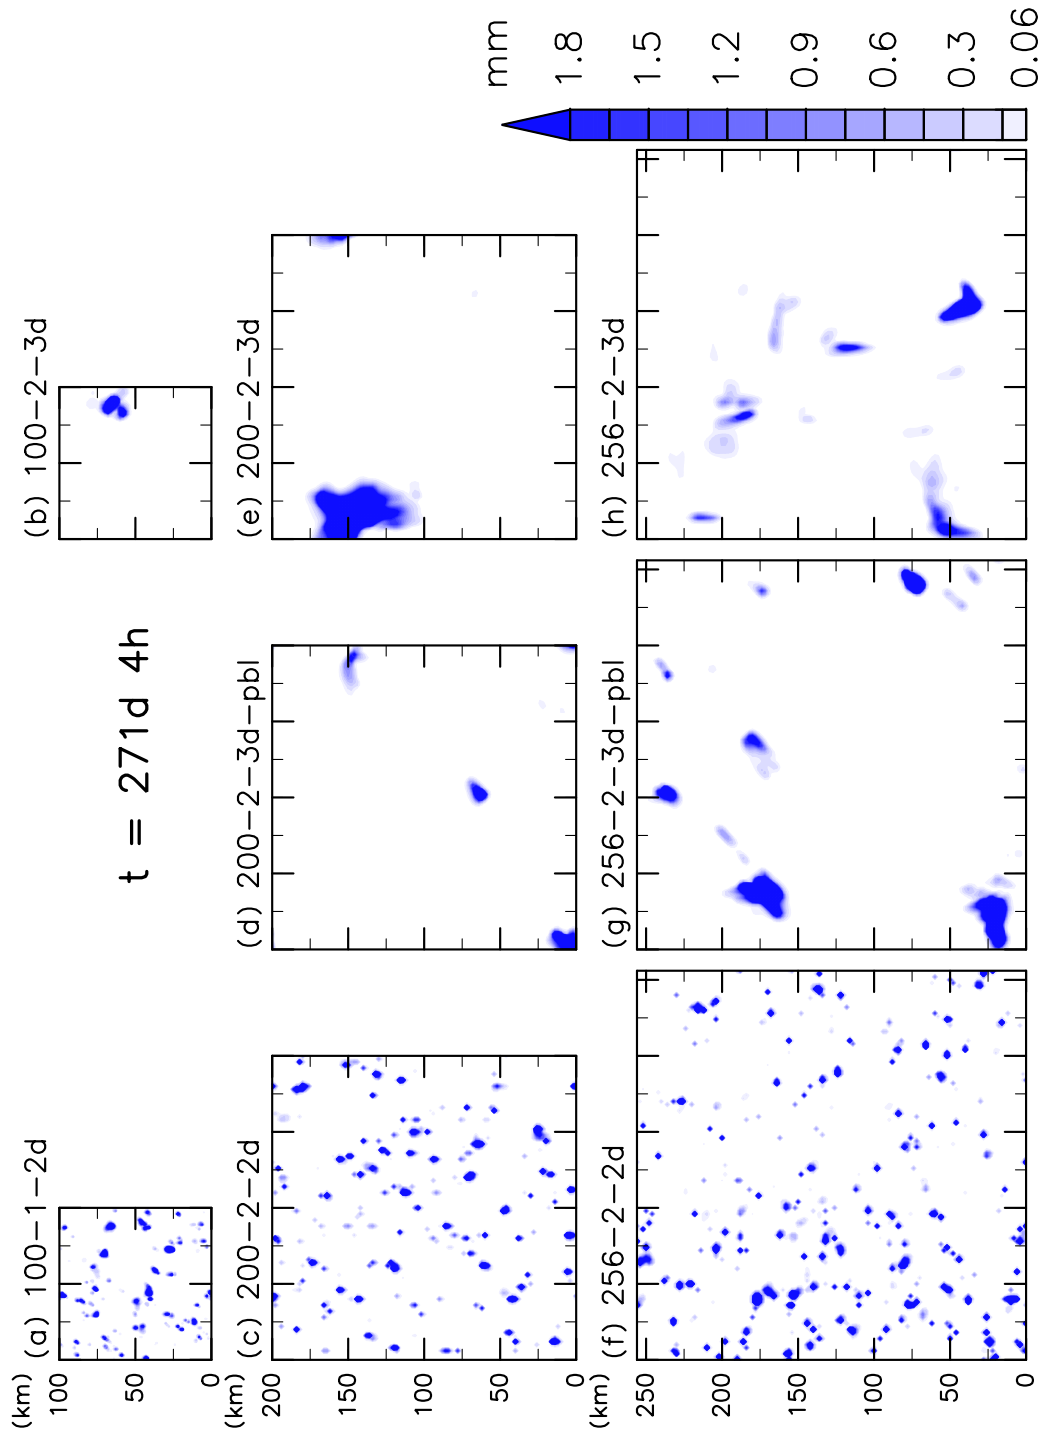 t = 271d 4h
(km)
(a) 100-1-2d
(b) 100-2-3d
100
50
0
(km)
(c) 200-2-2d
(d) 200-2-3d-pbl
(e) 200-2-3d
200
150
100
50
0
(km)
(f) 256-2-2d
(g) 256-2-3d-pbl
(h) 256-2-3d
250
200
150
100
50
0
mm
1.8
1.5
1.2
0.9
0.6
0.3
0.06